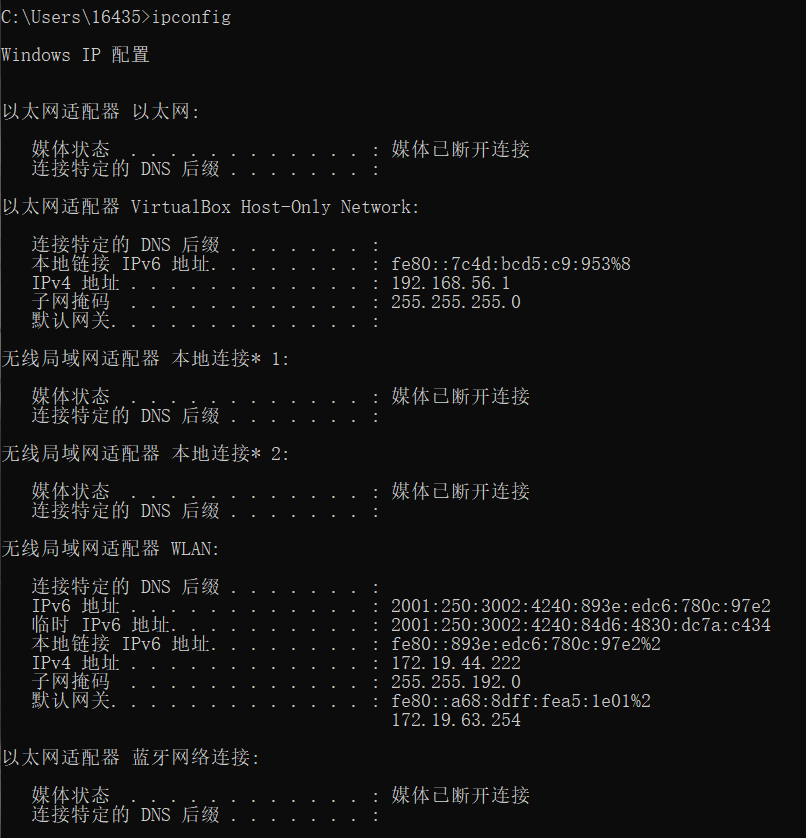 C:\Users\16435>ipconfig
Windows IP 配置
以太网适配器 以太网:
媒体状态 . . . . . . . . . . . . : 媒体已断开连接
连接特定的 DNS 后缀 . . . . . . . :
以太网适配器 VirtualBox Host-Only Network:
连接特定的 DNS 后缀 . . . . . . . :
本地链接 IPv6 地址. . . . . . . . : fe80::7c4d:bcd5:c9:953%8
IPv4 地址 . . . . . . . . . . . . : 192.168.56.1
子网掩码 . . . . . . . . . . . . : 255.255.255.0
默认网关. . . . . . . . . . . . . :
无线局域网适配器 本地连接* 1:
媒体状态 . . . . . . . . . . . . : 媒体已断开连接
连接特定的 DNS 后缀 . . . . . . . :
无线局域网适配器 本地连接* 2:
媒体状态 . . . . . . . . . . . . : 媒体已断开连接
连接特定的 DNS 后缀 . . . . . . . :
无线局域网适配器 WLAN:
连接特定的 DNS 后缀 . . . . . . . :
IPv6 地址 . . . . . . . . . . . . : 2001:250:3002:4240:893e:edc6:780c:97e2
临时 IPv6 地址. . . . . . . . . . : 2001:250:3002:4240:84d6:4830:dc7a:c434
本地链接 IPv6 地址. . . . . . . . : fe80::893e:edc6:780c:97e2%2
IPv4 地址 . . . . . . . . . . . . : 172.19.44.222
子网掩码 . . . . . . . . . . . . : 255.255.192.0
默认网关. . . . . . . . . . . . . : fe80::a68:8dff:fea5:1e01%2
172.19.63.254
以太网适配器 蓝牙网络连接:
媒体状态 . . . . . . . . . . . . : 媒体已断开连接
连接特定的 DNS 后缀 . . . . . . . :